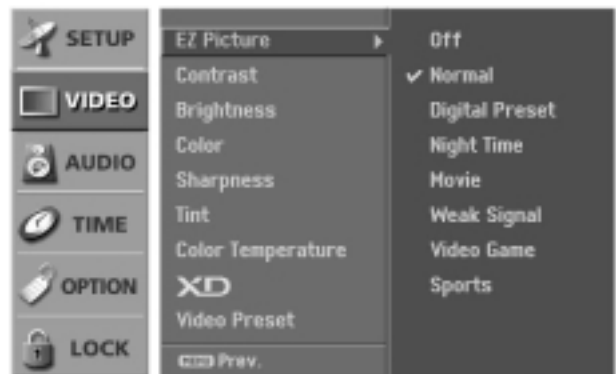 SETUP
VIDEO
AUDIO
TIME
OPTION
LOCK
EZ Picture
Contrast
Brightness
Color
Sharpness
Tint
Color Temperature
XD
Video Preset
MENU Prev.
Off
Normal
Digital Preset
Night Time
Movie
Weak Signal
Video Game
Sports